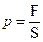 p = F/S